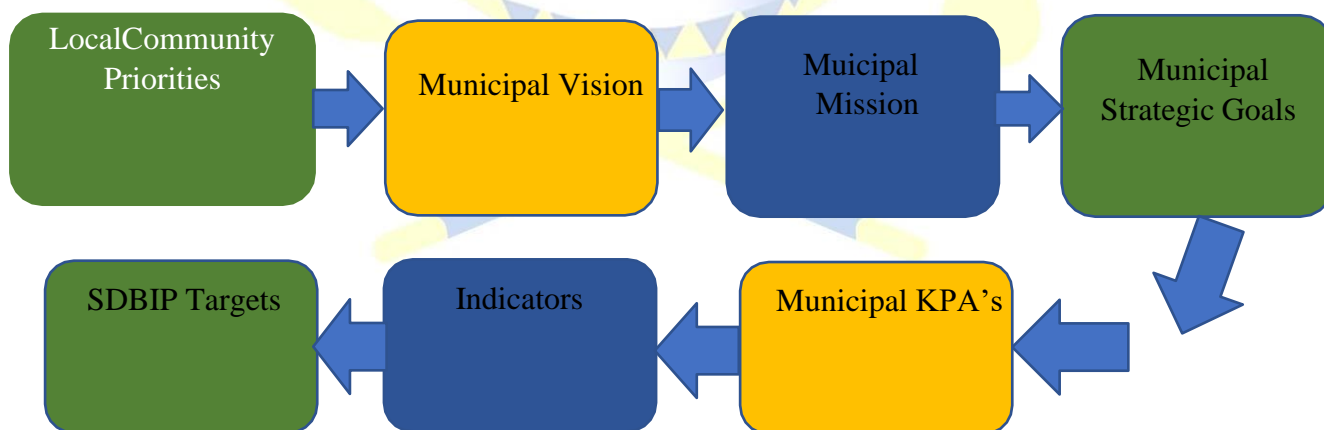 LocalCommunity
Priorities
Municipal Vision
Muicipal
Mission
Municipal
Strategic Goals
Municipal KPA’s
Indicators
SDBIP Targets